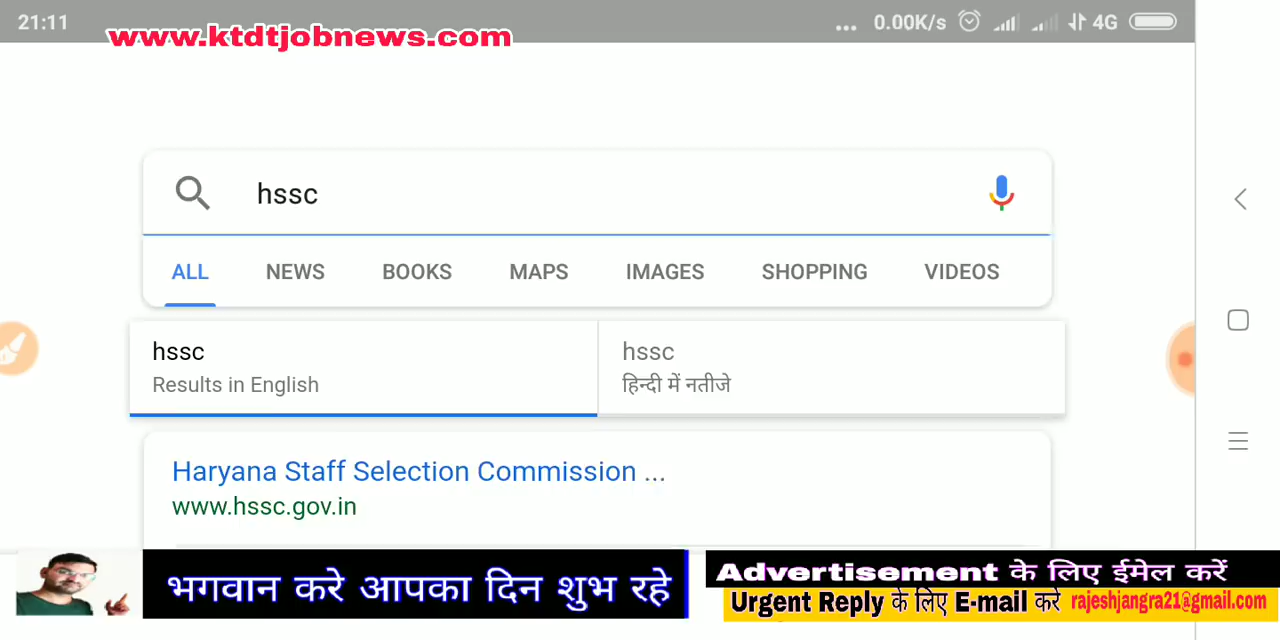 21:11
www.ktdtjobnews.com
... 0.00K/s 4G
hssc
ALL NEWS BOOKS MAPS IMAGES SHOPPING VIDEOS
hssc
Results in English
hssc
हिन्दी में नतीजे
Haryana Staff Selection Commission ...
www.hssc.gov.in
भगवान करे आपका दिन शुभ रहे
Advertisement के लिए ईमेल करें
Urgent Reply के लिए E-mail करें rajeshjangra21@gmail.com